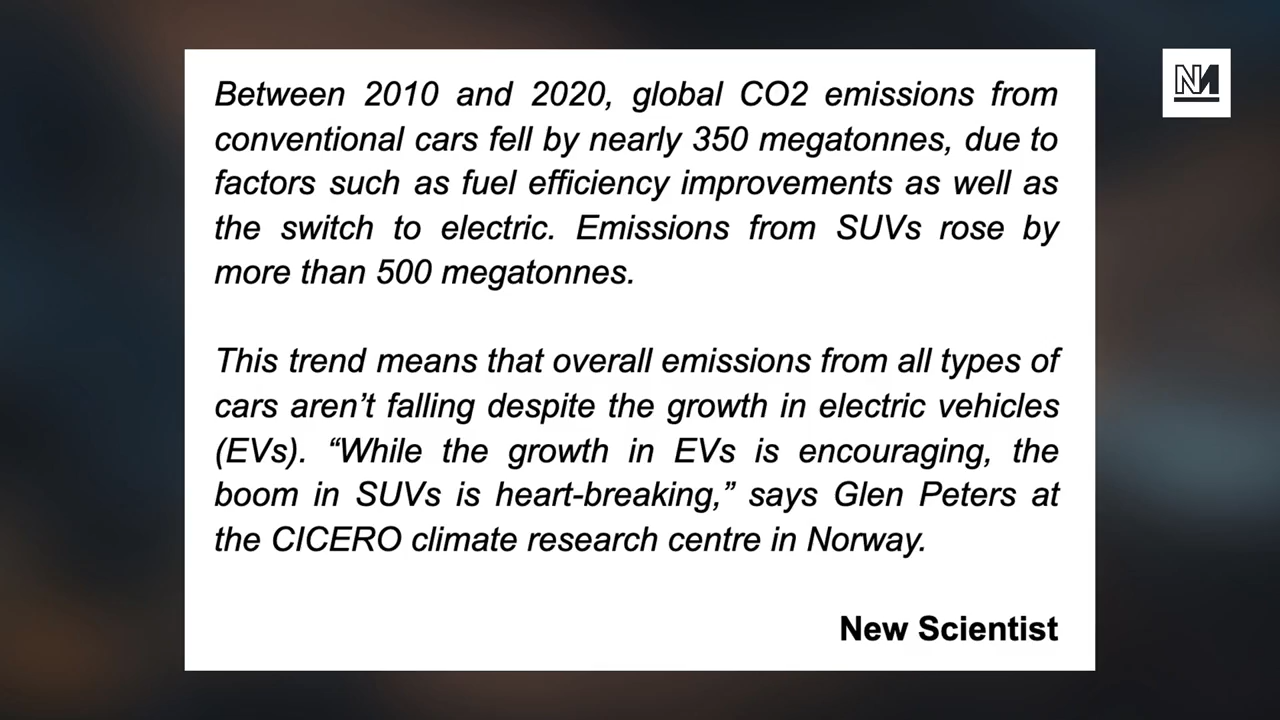 Between 2010 and 2020, global CO2 emissions from
conventional cars fell by nearly 350 megatonnes, due to
factors such as fuel efficiency improvements as well as
the switch to electric. Emissions from SUVs rose by
more than 500 megatonnes.
This trend means that overall emissions from all types of
cars aren’t falling despite the growth in electric vehicles
(EVs). “While the growth in EVs is encouraging, the
boom in SUVs is heart-breaking,” says Glen Peters at
the CICERO climate research centre in Norway.
New Scientist
NM